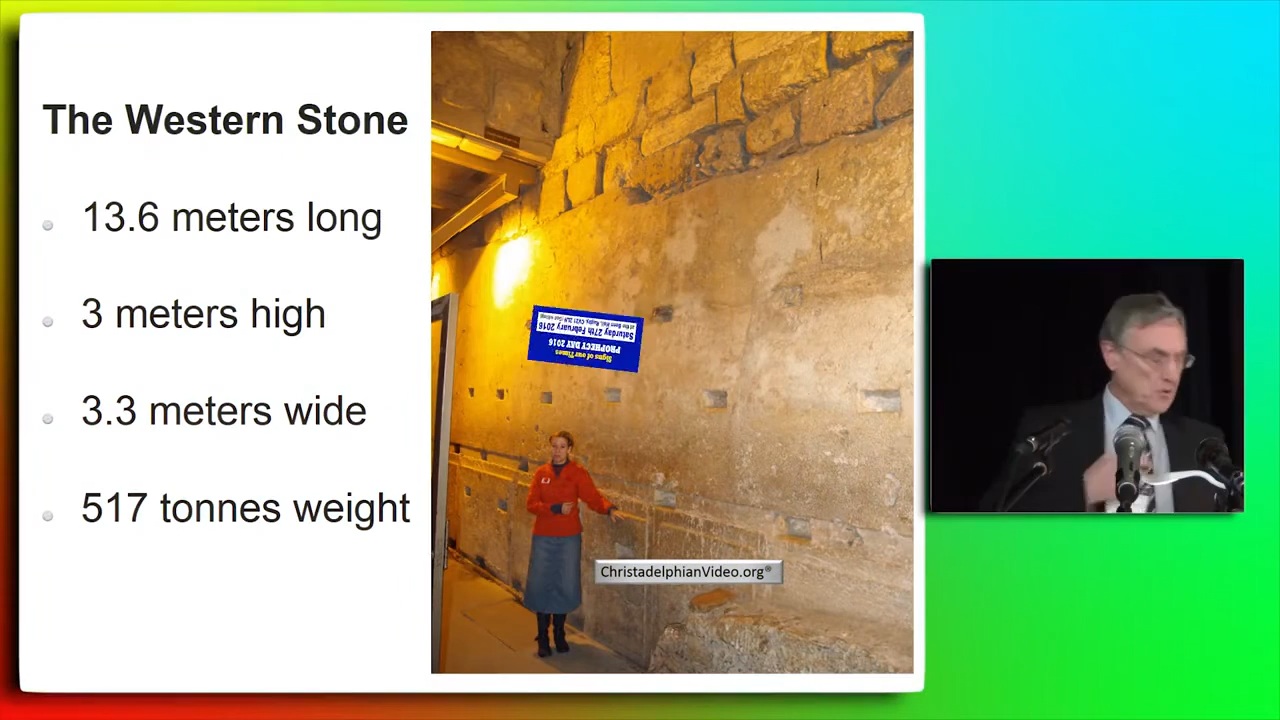 The Western Stone
13.6 meters long
3 meters high
3.3 meters wide
517 tonnes weight
Signs of our Times
PROPHECY DAY 2016
Saturday 27th February 2016
ChristadelphianVideo.org®